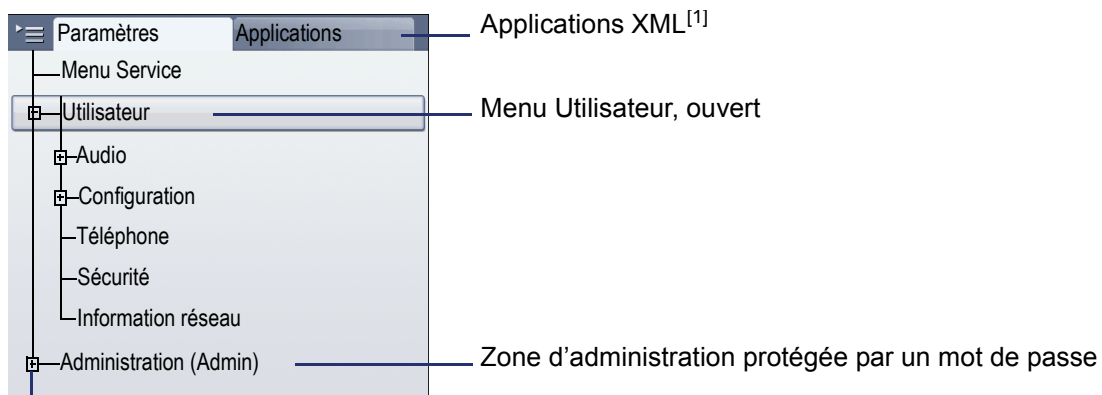 Paramètres Applications Applications XML[1]
Menu Service
Utilisateur Menu Utilisateur, ouvert
Audio
Configuration
Téléphone
Sécurité
Information réseau
Administration (Admin) Zone d'administration protégée par un mot de passe